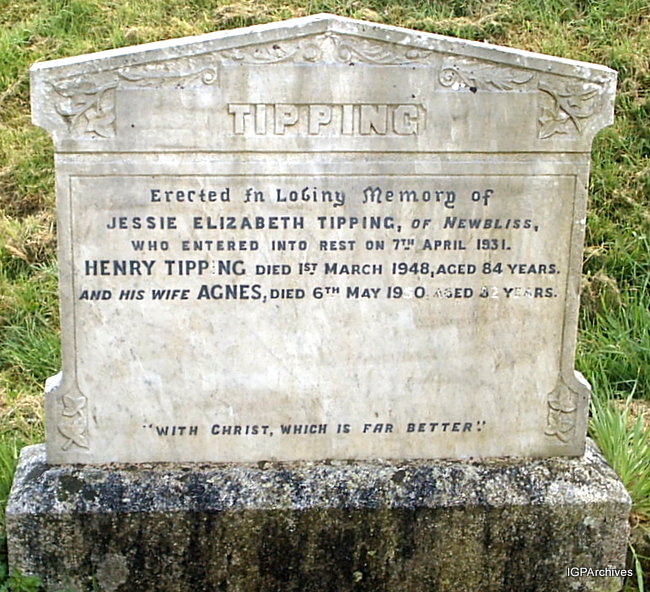 TIPPING
Erected In Loving Memory of
JESSIE ELIZABETH TIPPING, OF NEWBLISS,
WHO ENTERED INTO REST ON 7TH APRIL 1931.
HENRY TIPPING DIED 1ST MARCH 1948, AGED 84 YEARS.
AND HIS WIFE AGNES, DIED 6TH MAY AGED YEARS.
"WITH CHRIST, WHICH IS FAR BETTER".
IGPArchives